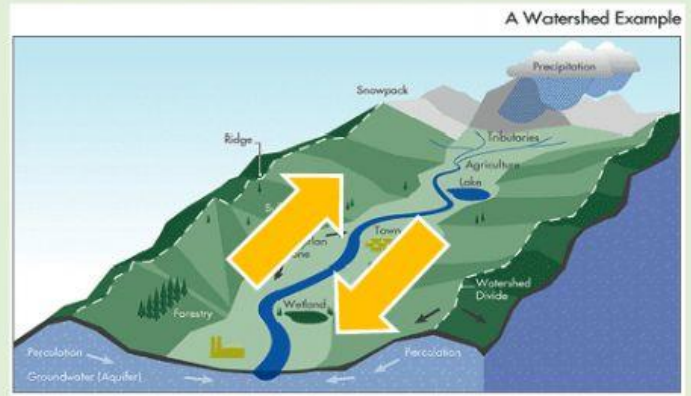 A Watershed Example
Precipitation
Snowpack
Tributaries
Ridge
Agriculture
Lake
Town
Wetland
Watershed
Divide
Forestry
Percolation
Percolation
Groundwater (Aquifer)